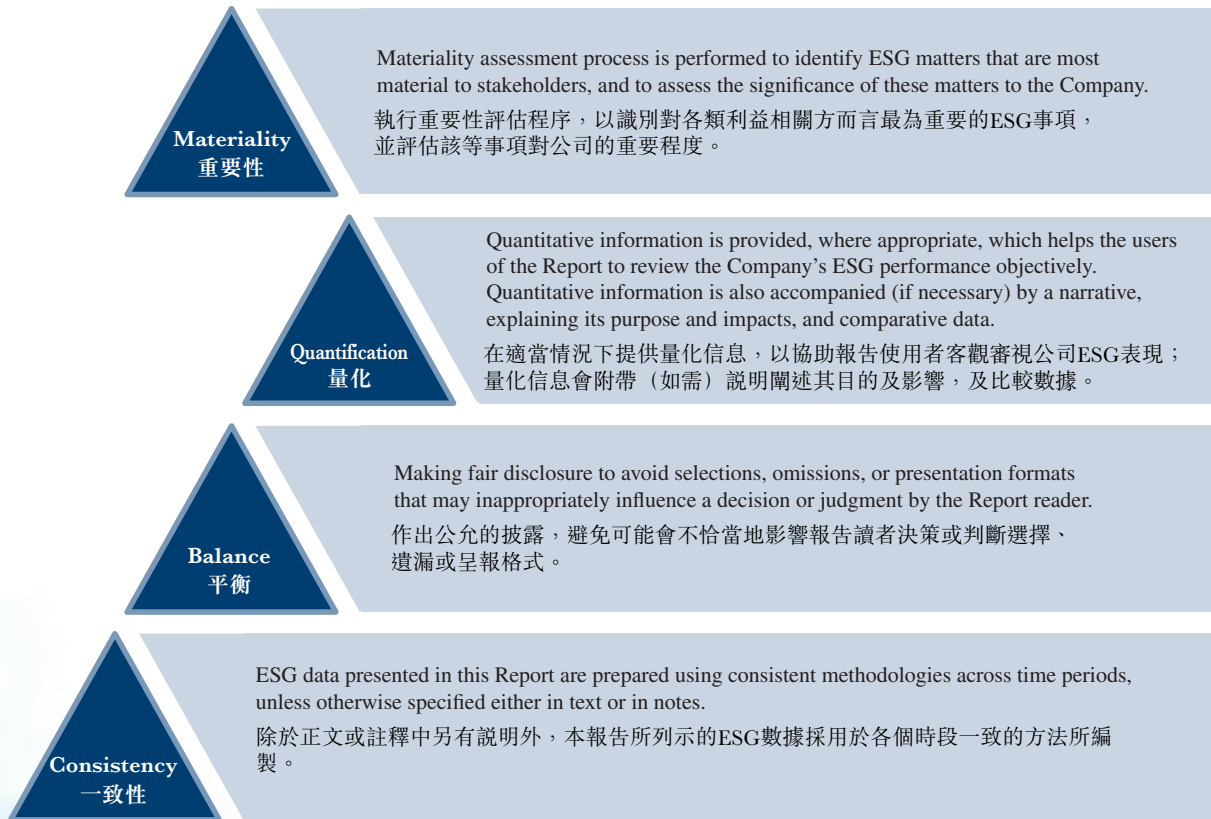 Materiality
重要性
Materiality assessment process is performed to identify ESG matters that are most
material to stakeholders, and to assess the significance of these matters to the Company.
執行重要性評估程序，以識別對各類利益相關方而言最為重要的ESG事項，
並評估該等事項對公司的重要程度。
Quantification
量化
Quantitative information is provided, where appropriate, which helps the users
of the Report to review the Company’s ESG performance objectively.
Quantitative information is also accompanied (if necessary) by a narrative,
explaining its purpose and impacts, and comparative data.
在適當情況下提供量化信息，以協助報告使用者客觀審視公司ESG表現；
量化信息會附帶（如需）説明闡述其目的及影響，及比較數據。
Balance
平衡
Making fair disclosure to avoid selections, omissions, or presentation formats
that may inappropriately influence a decision or judgment by the Report reader.
作出公允的披露，避免可能會不恰當地影響報告讀者決策或判斷選擇、
遺漏或呈報格式。
Consistency
一致性
ESG data presented in this Report are prepared using consistent methodologies across time periods,
unless otherwise specified either in text or in notes.
除於正文或註釋中另有説明外，本報告所列示的ESG數據採用於各個時段一致的方法所編
製。